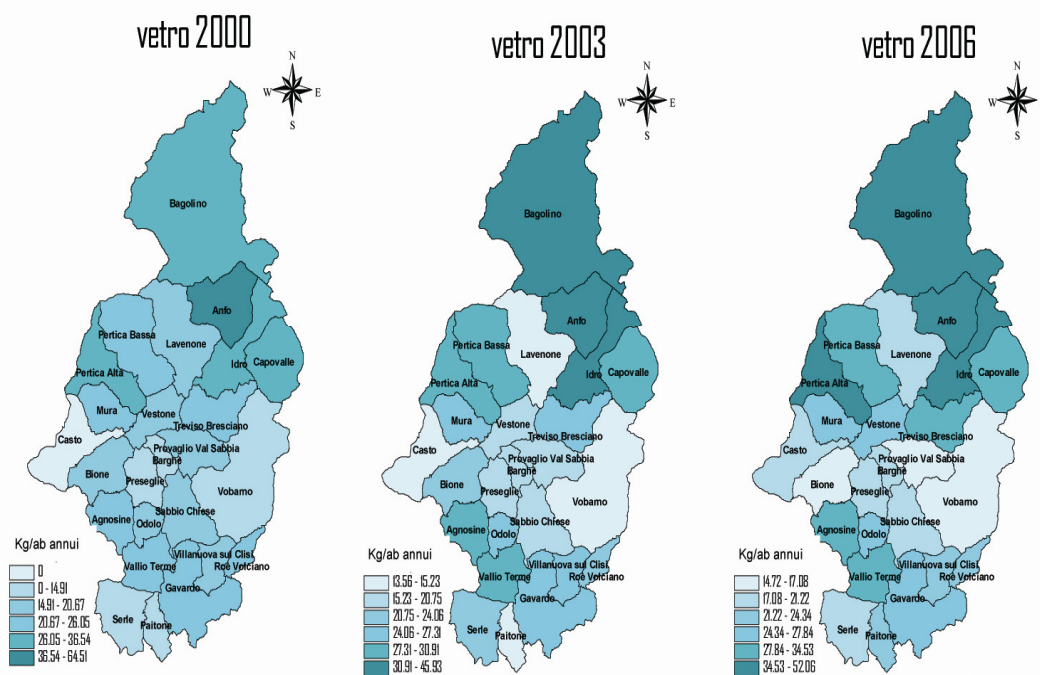 vetro 2000
N
W E
S
Bagolino
Anfo
Pertica Bassa
Lavenone
Idro
Capovalle
Pertica Alta
Mura
Vestone
Treviso Bresciano
Casto
Provaglio Val Sabbia
Barghe
Bione
Preseglie
Vobarno
Agnosine
Odolo
Sabbio Chiese
Vallio Terme
Villanuova sul Clisi
Roè Volciano
Gavardo
Serle
Paitone
Kg/ab annui
0
0 - 14.91
14.91 - 20.67
20.67 - 26.05
26.05 - 36.54
36.54 - 64.51
vetro 2003
N
W E
S
Bagolino
Anfo
Pertica Bassa
Lavenone
Idro
Capovalle
Pertica Alta
Mura
Vestone
Treviso Bresciano
Casto
Provaglio Val Sabbia
Barghe
Bione
Preseglie
Vobarno
Agnosine
Odolo
Sabbio Chiese
Vallio Terme
Villanuova sul Clisi
Roè Volciano
Gavardo
Serle
Paitone
Kg/ab annui
13.56 - 15.23
15.23 - 20.75
20.75 - 24.06
24.06 - 27.31
27.31 - 30.91
30.91 - 45.93
vetro 2006
N
W E
S
Bagolino
Anfo
Pertica Bassa
Lavenone
Idro
Capovalle
Pertica Alta
Mura
Vestone
Treviso Bresciano
Casto
Provaglio Val Sabbia
Barghe
Bione
Preseglie
Vobarno
Agnosine
Odolo
Sabbio Chiese
Vallio Terme
Villanuova sul Clisi
Roè Volciano
Gavardo
Serle
Paitone
Kg/ab annui
14.72 - 17.08
17.08 - 21.22
21.22 - 24.34
24.34 - 27.84
27.84 - 34.53
34.53 - 52.06